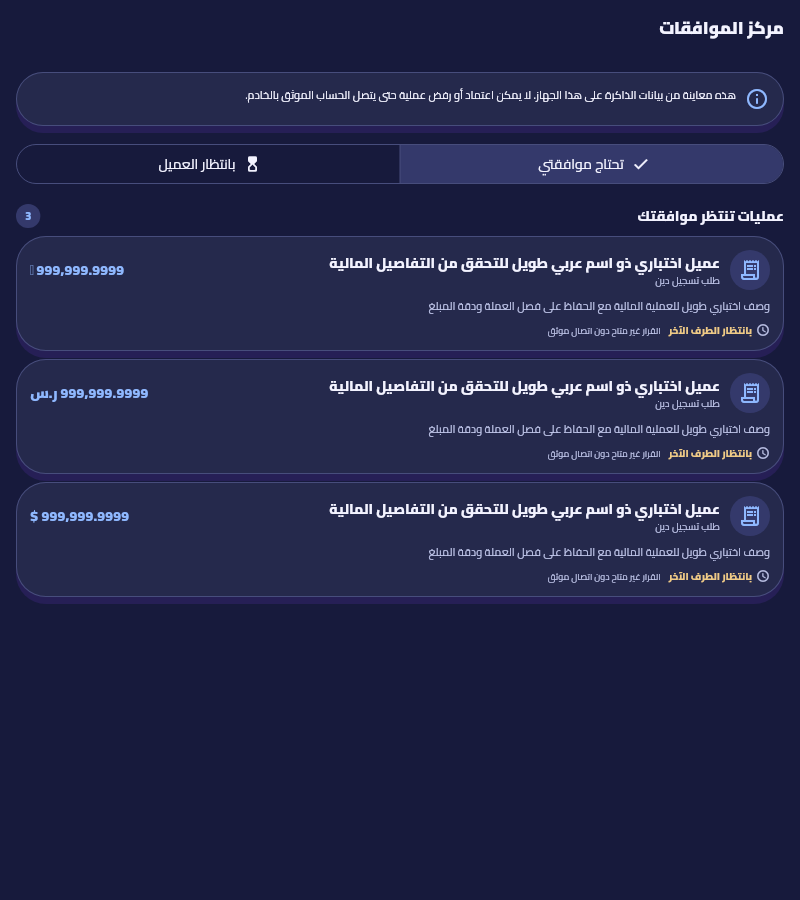 مركز الموافقات
هذه معاينة من بيانات الذاكرة على هذا الجهاز. لا يمكن اعتماد أو رفض عملية حتى يتصل الحساب الموثق بالخادم.
تحتاج موافقتي
بانتظار العميل
عمليات تنتظر موافقتك
3
عميل اختباري ذو اسم عربي طويل للتحقق من التفاصيل المالية
999,999.9999
طلب تسجيل دين
وصف اختباري طويل للعملية المالية مع الحفاظ على فصل العملة ودقة المبلغ
بانتظار الطرف الآخر القرار غير متاح دون اتصال موثق
عميل اختباري ذو اسم عربي طويل للتحقق من التفاصيل المالية
999,999.9999 ر.س
طلب تسجيل دين
وصف اختباري طويل للعملية المالية مع الحفاظ على فصل العملة ودقة المبلغ
بانتظار الطرف الآخر القرار غير متاح دون اتصال موثق
عميل اختباري ذو اسم عربي طويل للتحقق من التفاصيل المالية
999,999.9999 $
طلب تسجيل دين
وصف اختباري طويل للعملية المالية مع الحفاظ على فصل العملة ودقة المبلغ
بانتظار الطرف الآخر القرار غير متاح دون اتصال موثق